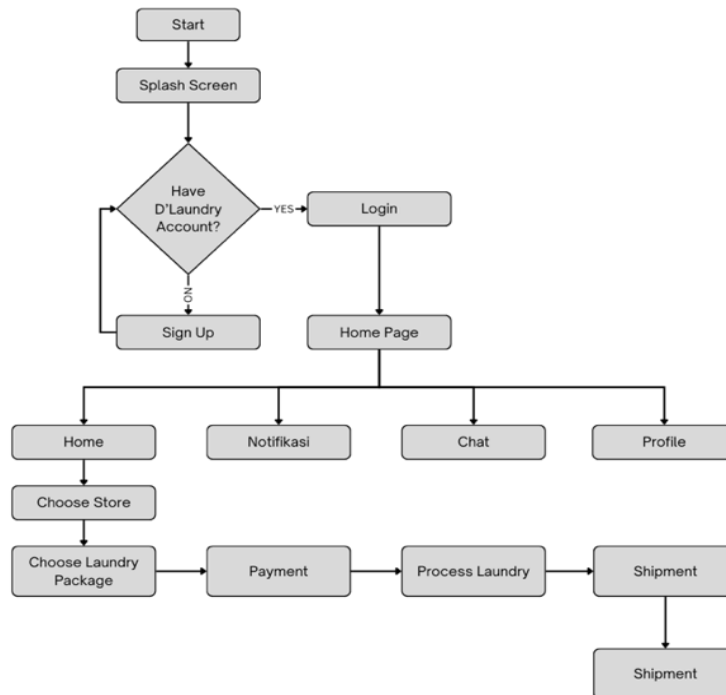 Start
Splash Screen
Have
D'Laundry
Account?
YES
Login
NO
Sign Up
Home Page
Home
Notifikasi
Chat
Profile
Choose Store
Choose Laundry
Package
Payment
Process Laundry
Shipment
Shipment